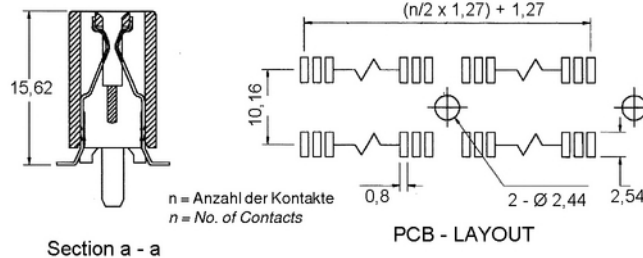 (n/2 x 1,27) + 1,27
15,62
10,16
n = Anzahl der Kontakte
n = No. of Contacts
0,8
2 - Ø 2,44
2,54
Section a - a
PCB - LAYOUT